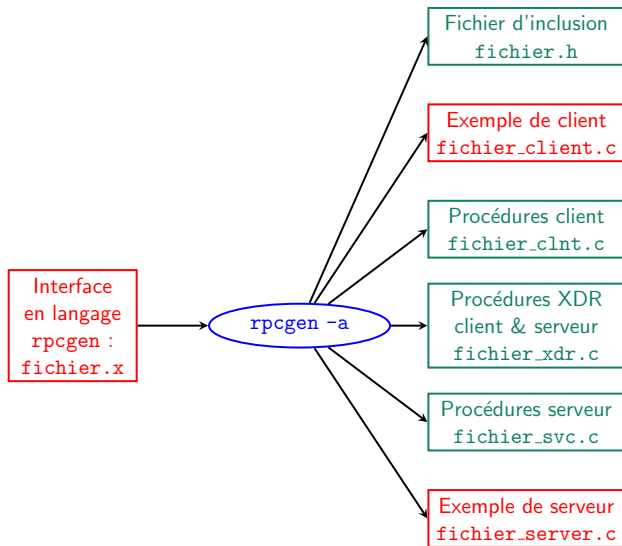 Fichier d'inclusion
fichier.h
Exemple de client
fichier_client.c
Procédures client
fichier_clnt.c
Interface
en langage
rpcgen :
fichier.x
rpcgen -a
Procédures XDR
client & serveur
fichier_xdr.c
Procédures serveur
fichier_svc.c
Exemple de serveur
fichier_server.c